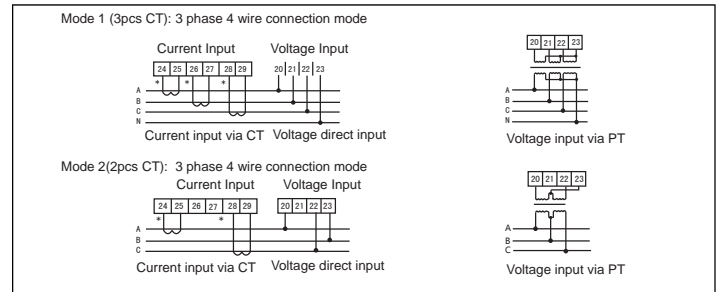 Mode 1 (3pcs CT): 3 phase 4 wire connection mode
Current Input Voltage Input
24 25 26 27 28 29 20 21 22 23 20 21 22 23
* * *
A A
B B
C C
N N
Current input via CT Voltage direct input Voltage input via PT
Mode 2(2pcs CT): 3 phase 4 wire connection mode
Current Input Voltage Input
24 25 26 27 28 29 20 21 22 23 20 21 22 23
* *
A A
B B
C C
Current input via CT Voltage direct input Voltage input via PT